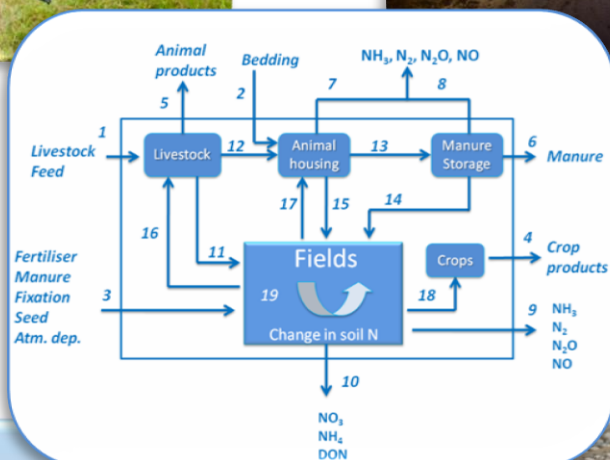 Animal
products
Bedding
NH₃, N₂, N₂O, NO
5
2
7
8
1
Livestock
Feed
Livestock
12
Animal
housing
13
Manure
Storage
6
Manure
16
11
17
15
14
Fertiliser
Manure
Fixation
Seed
Atm. dep.
3
Fields
19
Change in soil N
Crops
18
4
Crop
products
9
NH₃
N₂
N₂O
NO
10
NO₃
NH₄
DON